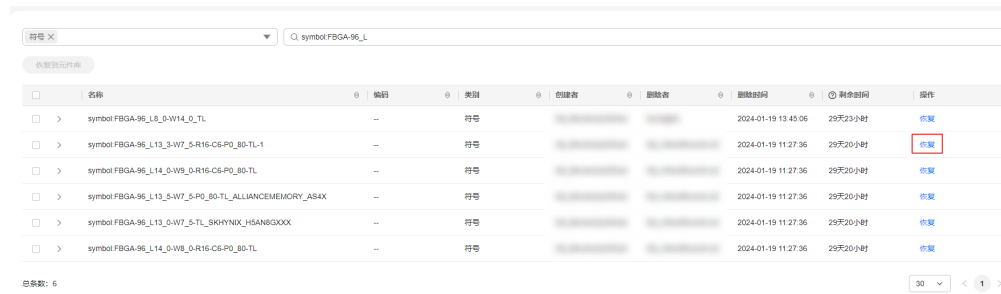 符号 × symbol:FBGA-96_L
恢复到元件库
名称 编码 类别 创建者 删除者 删除时间 剩余时间 操作
symbol:FBGA-96_L8_0-W14_0_TL -- 符号 2024-01-19 13:45:06 29天23小时 恢复
symbol:FBGA-96_L13_3-W7_5-R16-C6-P0_80-TL-1 -- 符号 2024-01-19 11:27:36 29天20小时 恢复
symbol:FBGA-96_L14_0-W9_0-R16-C6-P0_80-TL -- 符号 2024-01-19 11:27:36 29天20小时 恢复
symbol:FBGA-96_L13_5-W7_5-P0_80-TL_ALLIANCEMEMORY_AS4X -- 符号 2024-01-19 11:27:36 29天20小时 恢复
symbol:FBGA-96_L13_0-W7_5-TL_SKHYNIX_H5AN8GXXX -- 符号 2024-01-19 11:27:36 29天20小时 恢复
symbol:FBGA-96_L14_0-W8_0-R16-C6-P0_80-TL -- 符号 2024-01-19 11:27:36 29天20小时 恢复
总条数: 6 30 < 1 >